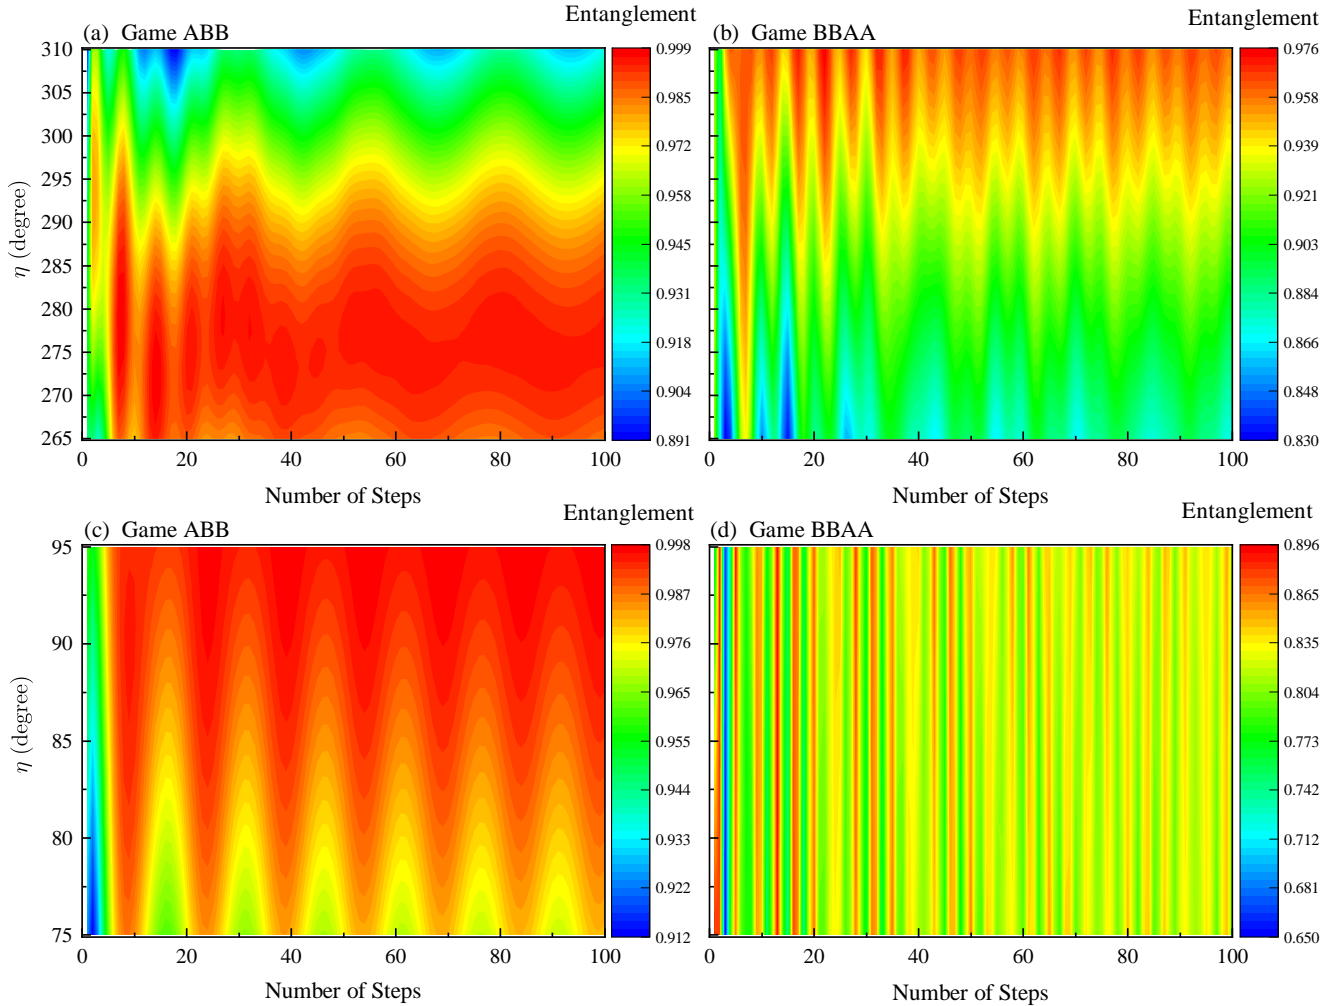 Entanglement
Entanglement
(a) Game ABB
(b) Game BBAA
310
305
300
295
290
285
280
275
270
265
η (degree)
0 20 40 60 80 100
Number of Steps
0.999
0.985
0.972
0.958
0.945
0.931
0.918
0.904
0.891
0 20 40 60 80 100
Number of Steps
0.976
0.958
0.939
0.921
0.903
0.884
0.866
0.848
0.830
Entanglement
Entanglement
(c) Game ABB
(d) Game BBAA
95
90
85
80
75
η (degree)
0 20 40 60 80 100
Number of Steps
0.998
0.987
0.976
0.965
0.955
0.944
0.933
0.922
0.912
0 20 40 60 80 100
Number of Steps
0.896
0.865
0.835
0.804
0.773
0.742
0.712
0.681
0.650